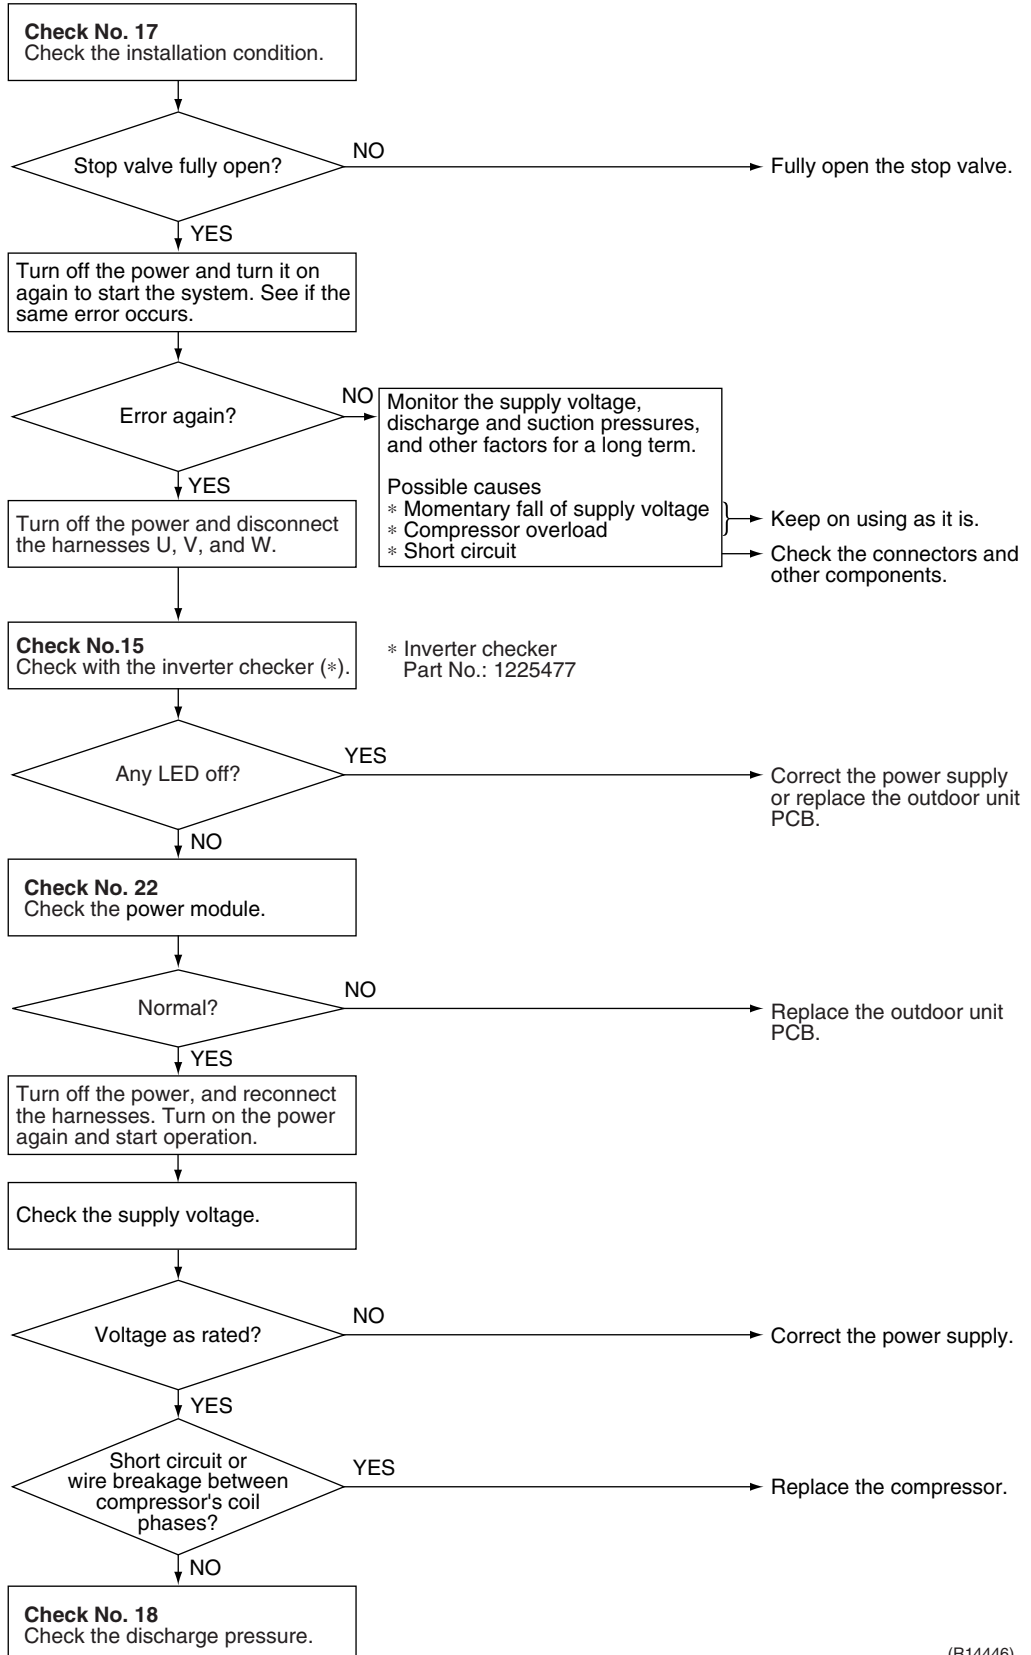 Check No. 17
Check the installation condition.
Stop valve fully open?
NO
Fully open the stop valve.
YES
Turn off the power and turn it on
again to start the system. See if the
same error occurs.
Error again?
NO
Monitor the supply voltage,
discharge and suction pressures,
and other factors for a long term.
Possible causes
* Momentary fall of supply voltage
* Compressor overload
* Short circuit
Keep on using as it is.
Check the connectors and
other components.
YES
Turn off the power and disconnect
the harnesses U, V, and W.
Check No.15
Check with the inverter checker (*).
* Inverter checker
Part No.: 1225477
Any LED off?
YES
Correct the power supply
or replace the outdoor unit
PCB.
NO
Check No. 22
Check the power module.
Normal?
NO
Replace the outdoor unit
PCB.
YES
Turn off the power, and reconnect
the harnesses. Turn on the power
again and start operation.
Check the supply voltage.
Voltage as rated?
NO
Correct the power supply.
YES
Short circuit or
wire breakage between
compressor's coil
phases?
YES
Replace the compressor.
NO
Check No. 18
Check the discharge pressure.
(R14446)